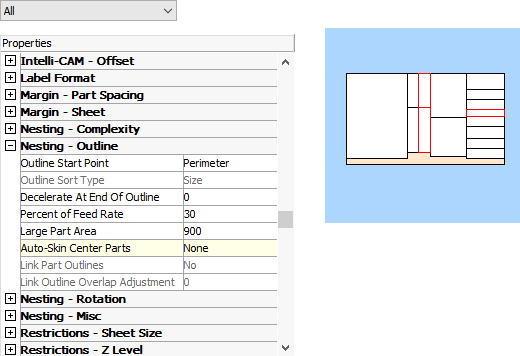 All
Properties
Intelli-CAM - Offset
Label Format
Margin - Part Spacing
Margin - Sheet
Nesting - Complexity
Nesting - Outline
Outline Start Point Perimeter
Outline Sort Type Size
Decelerate At End Of Outline 0
Percent of Feed Rate 30
Large Part Area 900
Auto-Skin Center Parts None
Link Part Outlines No
Link Outline Overlap Adjustment 0
Nesting - Rotation
Nesting - Misc
Restrictions - Sheet Size
Restrictions - Z Level